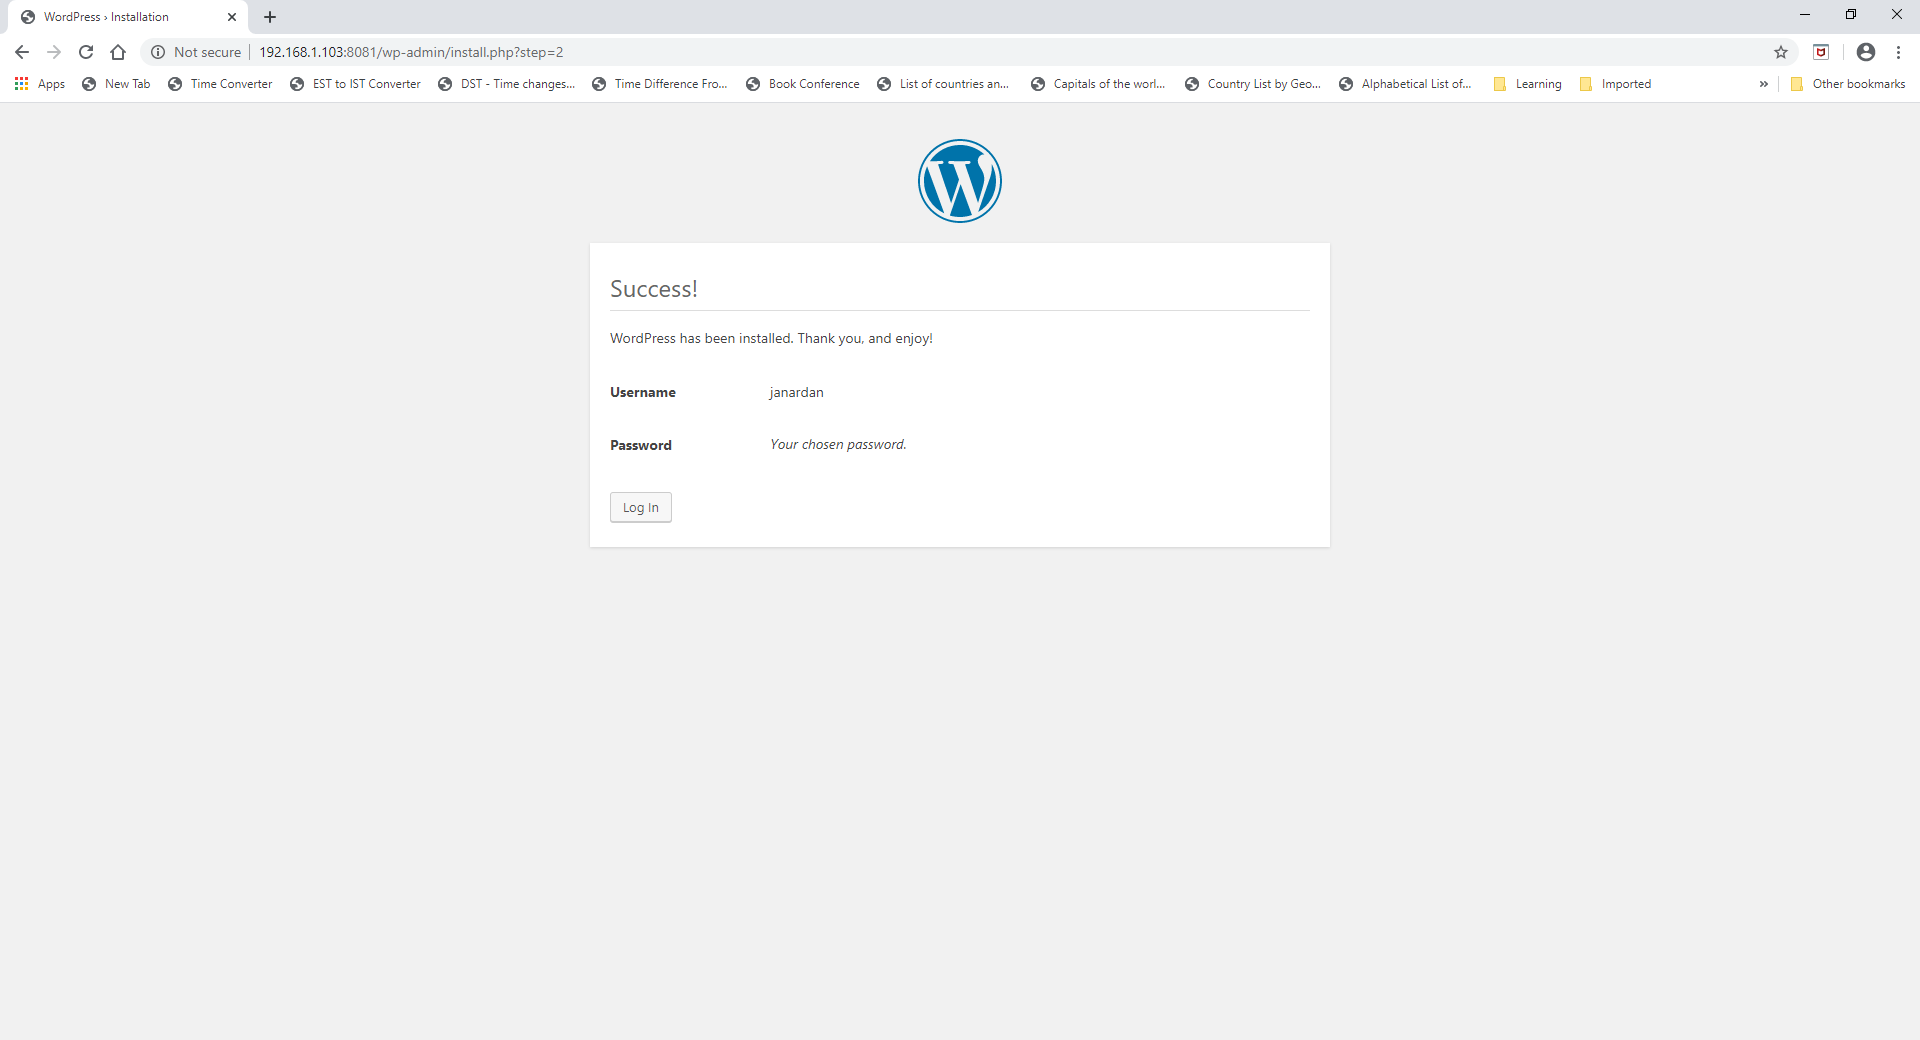 WordPress › Installation
Not secure | 192.168.1.103:8081/wp-admin/install.php?step=2
Apps New Tab Time Converter EST to IST Converter DST - Time changes... Time Difference Fro... Book Conference List of countries an... Capitals of the worl... Country List by Geo... Alphabetical List of... Learning Imported » Other bookmarks
W
Success!
WordPress has been installed. Thank you, and enjoy!
Username janardan
Password Your chosen password.
Log In